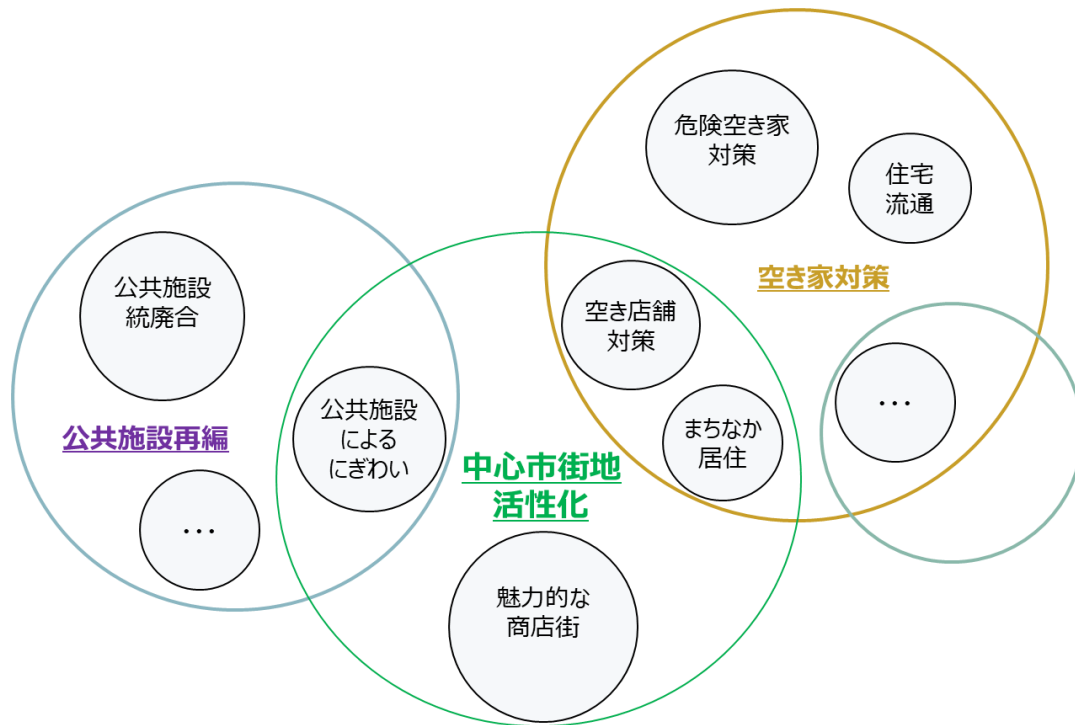 危険空き家
対策
住宅
流通
空き家対策
公共施設
統廃合
空き店舗
対策
公共施設
による
にぎわい
…
まちなか
居住
公共施設再編
中心市街地
活性化
…
魅力的な
商店街